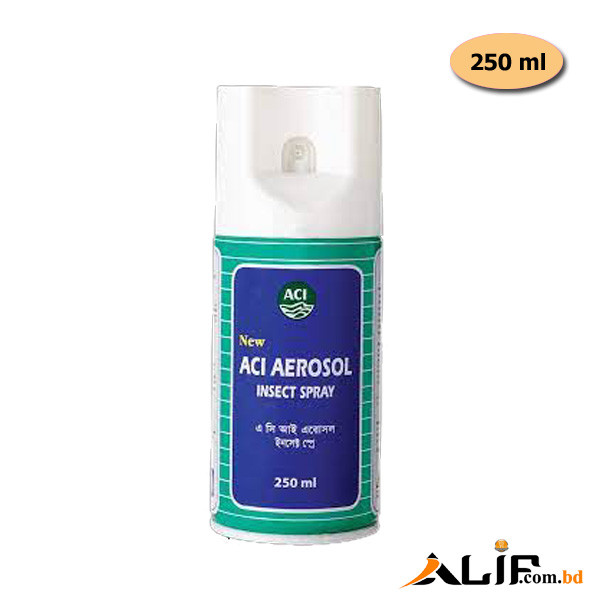 250 ml
ACI
New
ACI AEROSOL
INSECT SPRAY
এ সি আই এরোসল
ইনসেক্ট স্প্রে
250 ml
ALIF.com.bd